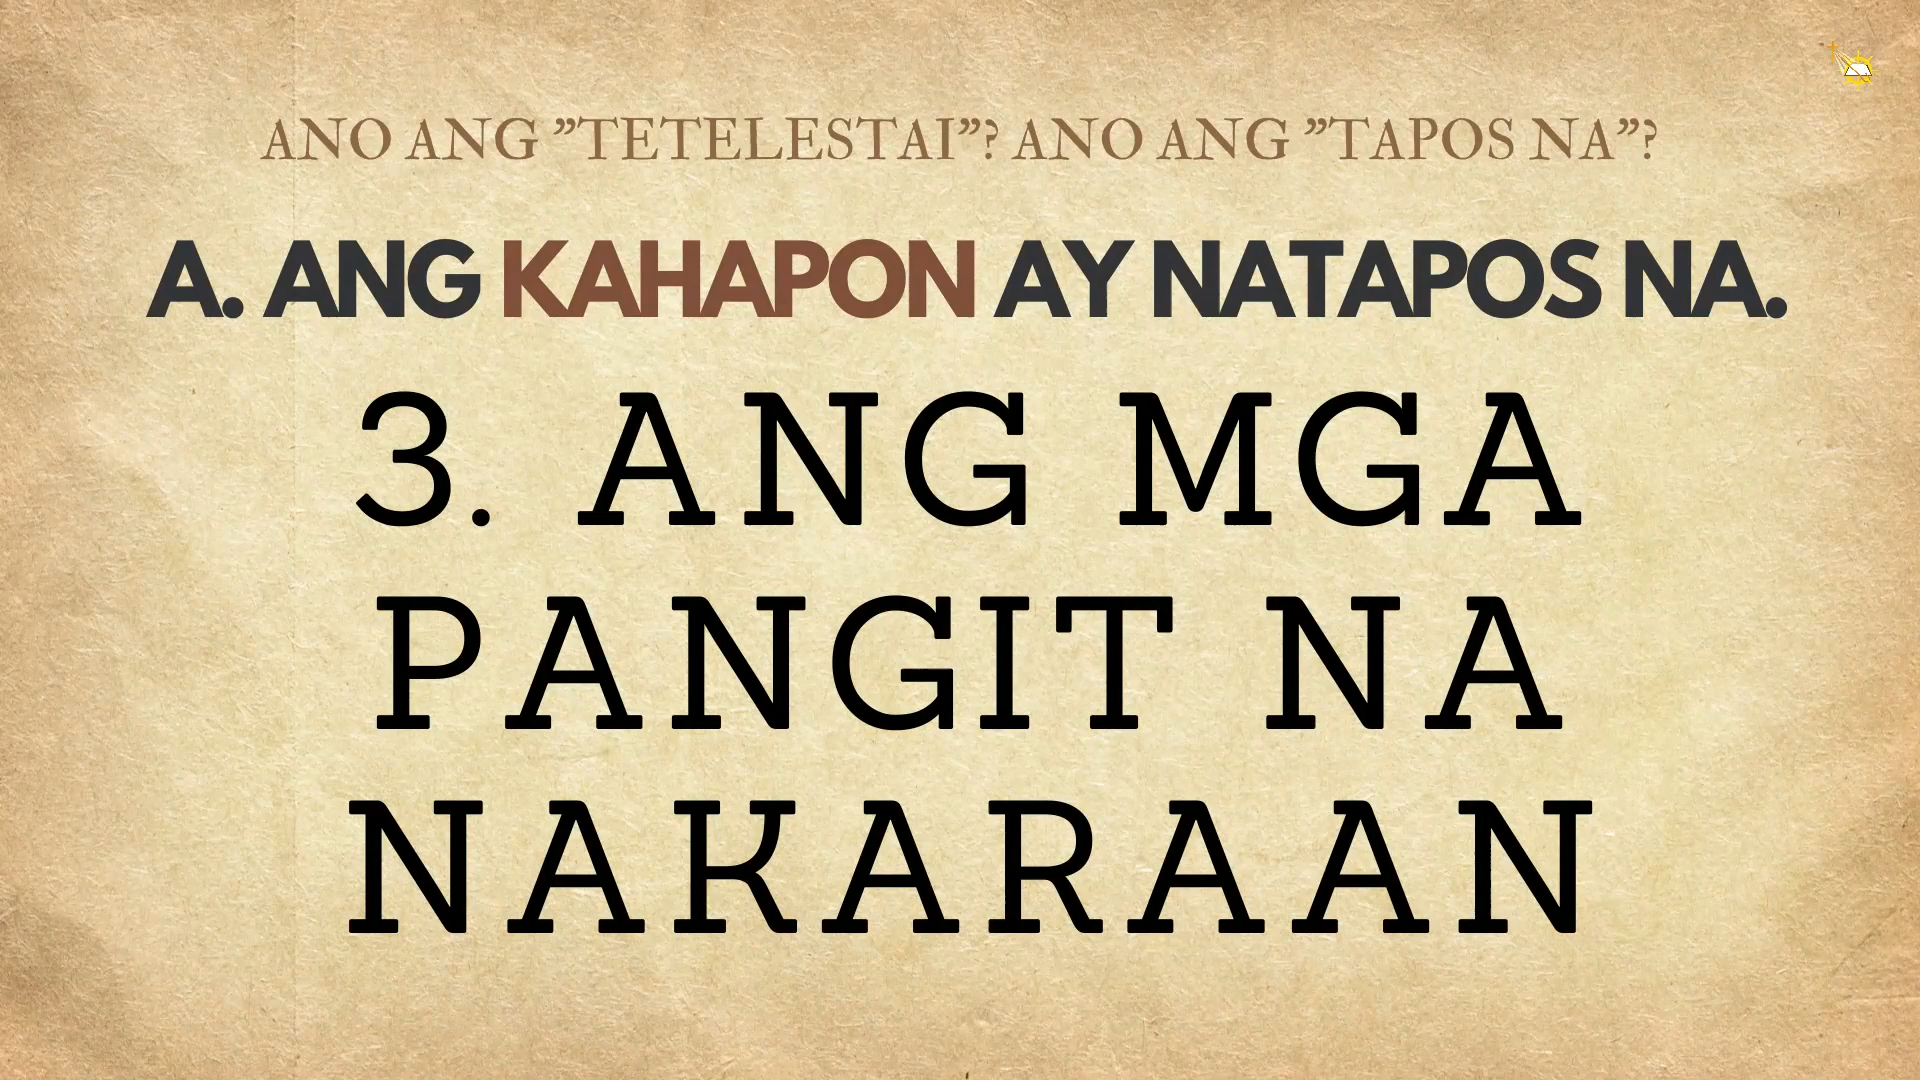 ANO ANG "TETELESTAI"? ANO ANG "TAPOS NA"?
A. ANG KAHAPON AY NATAPOS NA.
3. ANG MGA
PANGIT NA
NAKARAAN